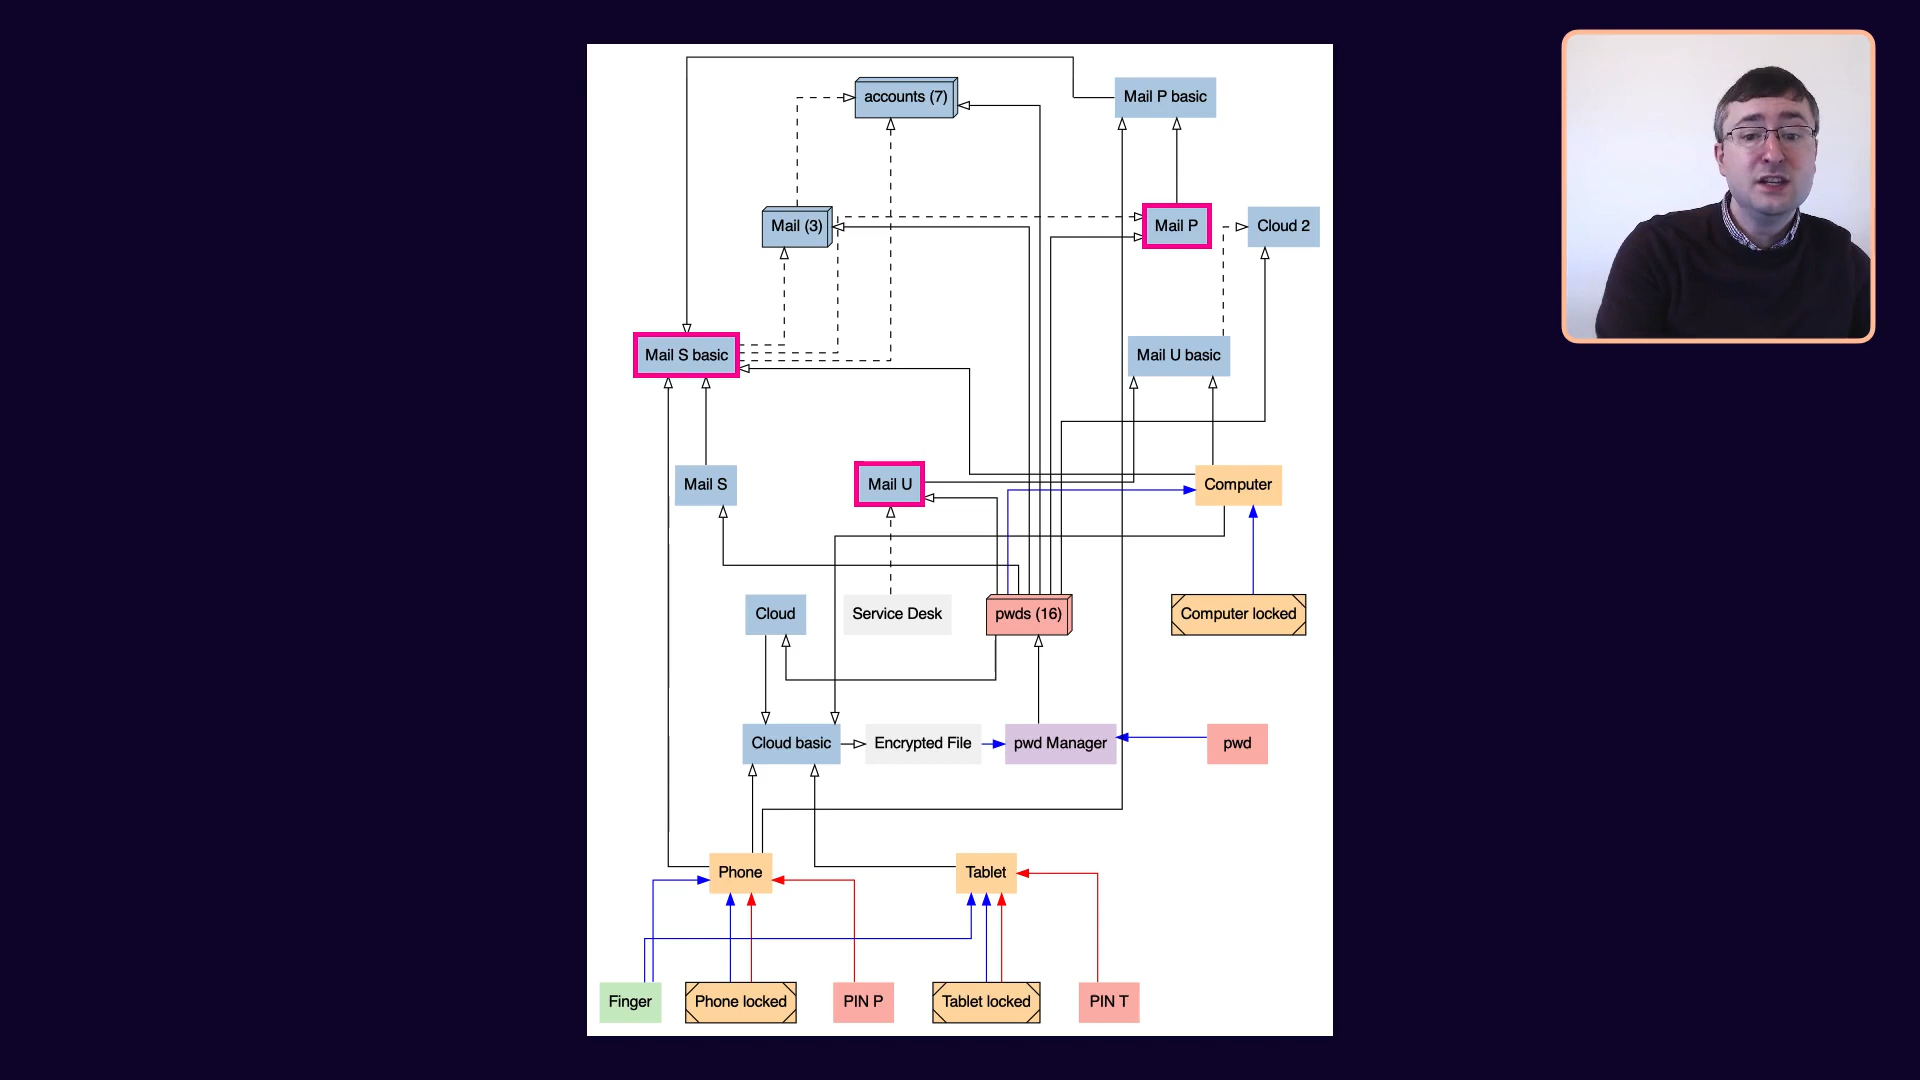 accounts (7)
Mail P basic
Mail (3)
Mail P
Cloud 2
Mail S basic
Mail U basic
Mail S
Mail U
Computer
Cloud
Service Desk
pwds (16)
Computer locked
Cloud basic
Encrypted File
pwd Manager
pwd
Phone
Tablet
Finger
Phone locked
PIN P
Tablet locked
PIN T